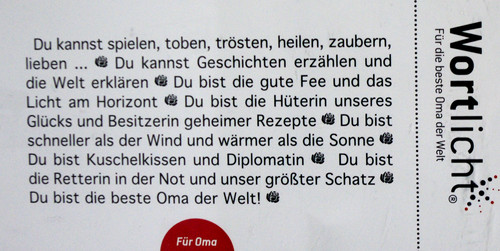 Du kannst spielen, toben, trösten, heilen, zaubern,
lieben ... Du kannst Geschichten erzählen und
die Welt erklären Du bist die gute Fee und das
Licht am Horizont Du bist die Hüterin unseres
Glücks und Besitzerin geheimer Rezepte Du bist
schneller als der Wind und wärmer als die Sonne
Du bist Kuschelkissen und Diplomatin Du bist
die Retterin in der Not und unser größter Schatz
Du bist die beste Oma der Welt!
Für Oma
Wortlicht®
Für die beste Oma der Welt